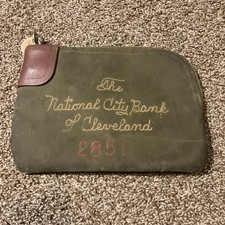 The
National City Bank
of Cleveland
2851